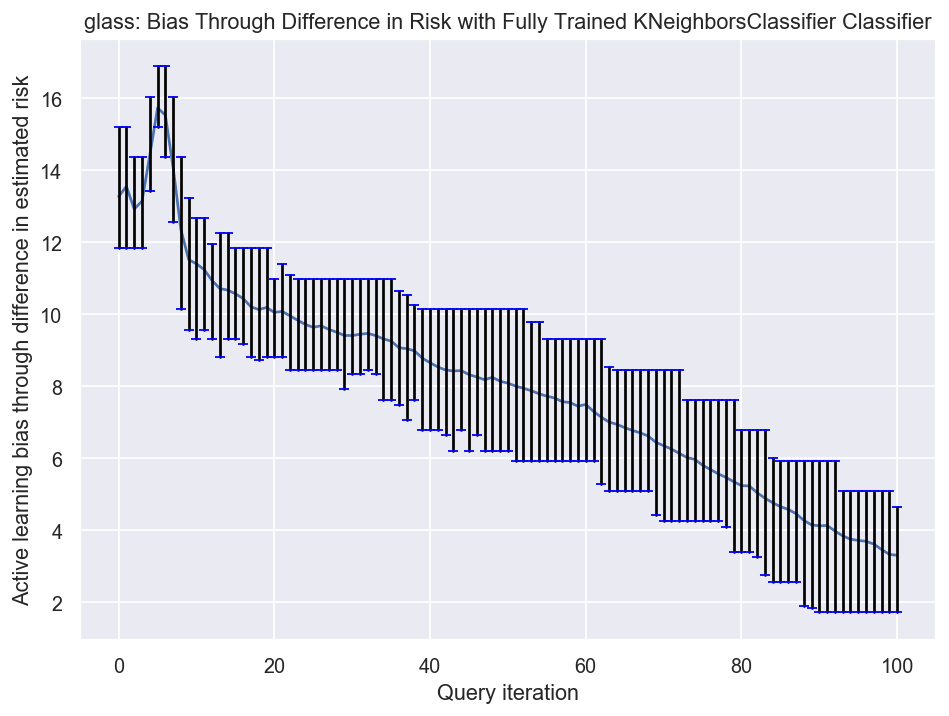 glass: Bias Through Difference in Risk with Fully Trained KNeighborsClassifier Classifier
Active learning bias through difference in estimated risk
16
14
12
10
8
6
4
2
0 20 40 60 80 100
Query iteration